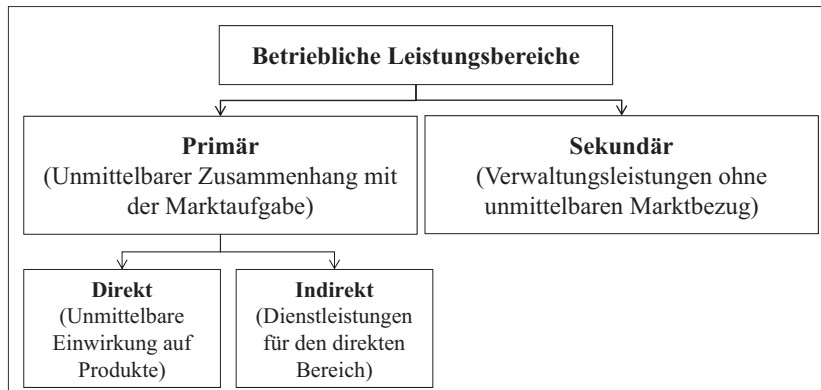 Betriebliche Leistungsbereiche
Primär
(Unmittelbarer Zusammenhang mit
der Marktaufgabe)
Sekundär
(Verwaltungsleistungen ohne
unmittelbaren Marktbezug)
Direkt
(Unmittelbare
Einwirkung auf
Produkte)
Indirekt
(Dienstleistungen
für den direkten
Bereich)